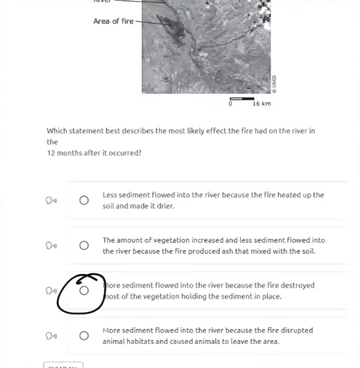 River
Area of fire
© USGS
0 16 km
Which statement best describes the most likely effect the fire had on the river in
the
12 months after it occurred?
Less sediment flowed into the river because the fire heated up the
soil and made it drier.
The amount of vegetation increased and less sediment flowed into
the river because the fire produced ash that mixed with the soil.
More sediment flowed into the river because the fire destroyed
most of the vegetation holding the sediment in place.
More sediment flowed into the river because the fire disrupted
animal habitats and caused animals to leave the area.